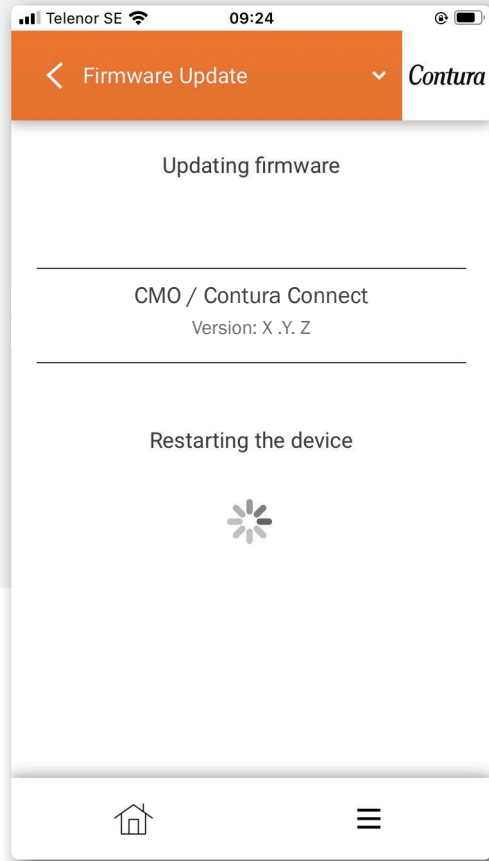 Telenor SE 09:24
Firmware Update Contura
Updating firmware
CMO / Contura Connect
Version: X .Y. Z
Restarting the device